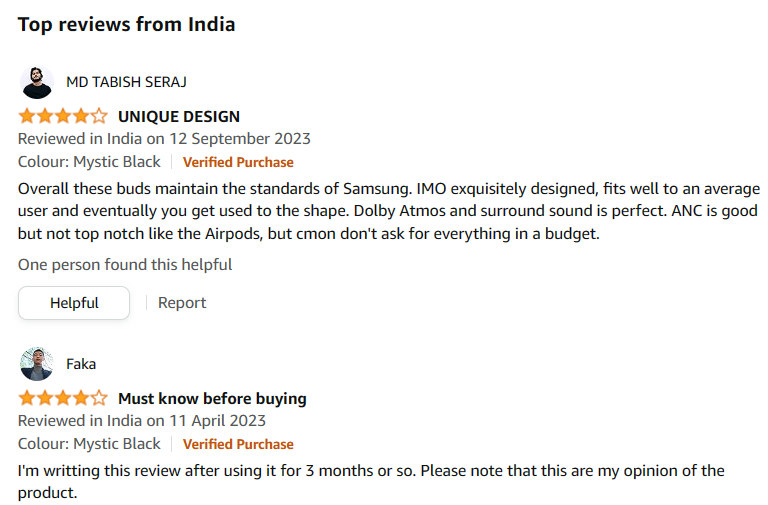 Top reviews from India
MD TABISH SERAJ
UNIQUE DESIGN
Reviewed in India on 12 September 2023
Colour: Mystic Black Verified Purchase
Overall these buds maintain the standards of Samsung. IMO exquisitely designed, fits well to an average
user and eventually you get used to the shape. Dolby Atmos and surround sound is perfect. ANC is good
but not top notch like the Airpods, but cmon don't ask for everything in a budget.
One person found this helpful
Helpful Report
Faka
Must know before buying
Reviewed in India on 11 April 2023
Colour: Mystic Black Verified Purchase
I'm writting this review after using it for 3 months or so. Please note that this are my opinion of the
product.